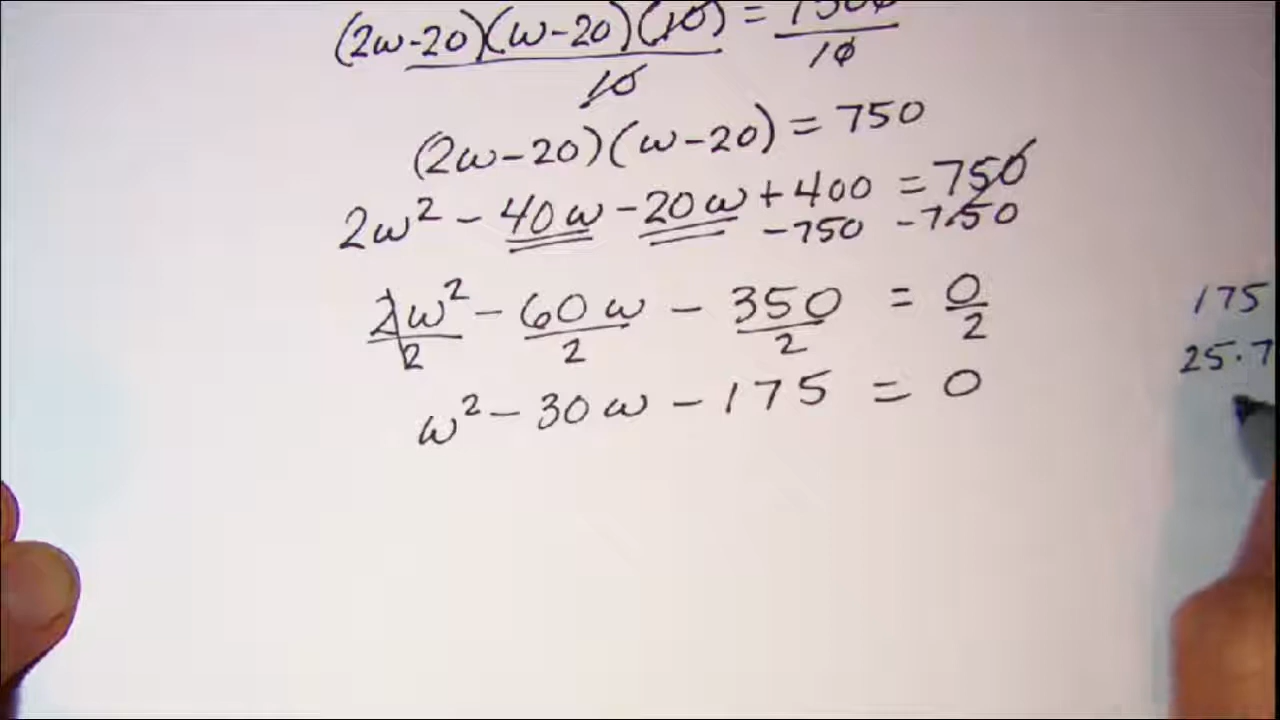 (2w-20)(w-20)(10) = 7500
10 10
(2w-20)(w-20) = 750
2w² - 40w - 20w + 400 = 750
-750 -750
2w² - 60w - 350 = 0
2 2 2 2
w² - 30w - 175 = 0
175
25·7